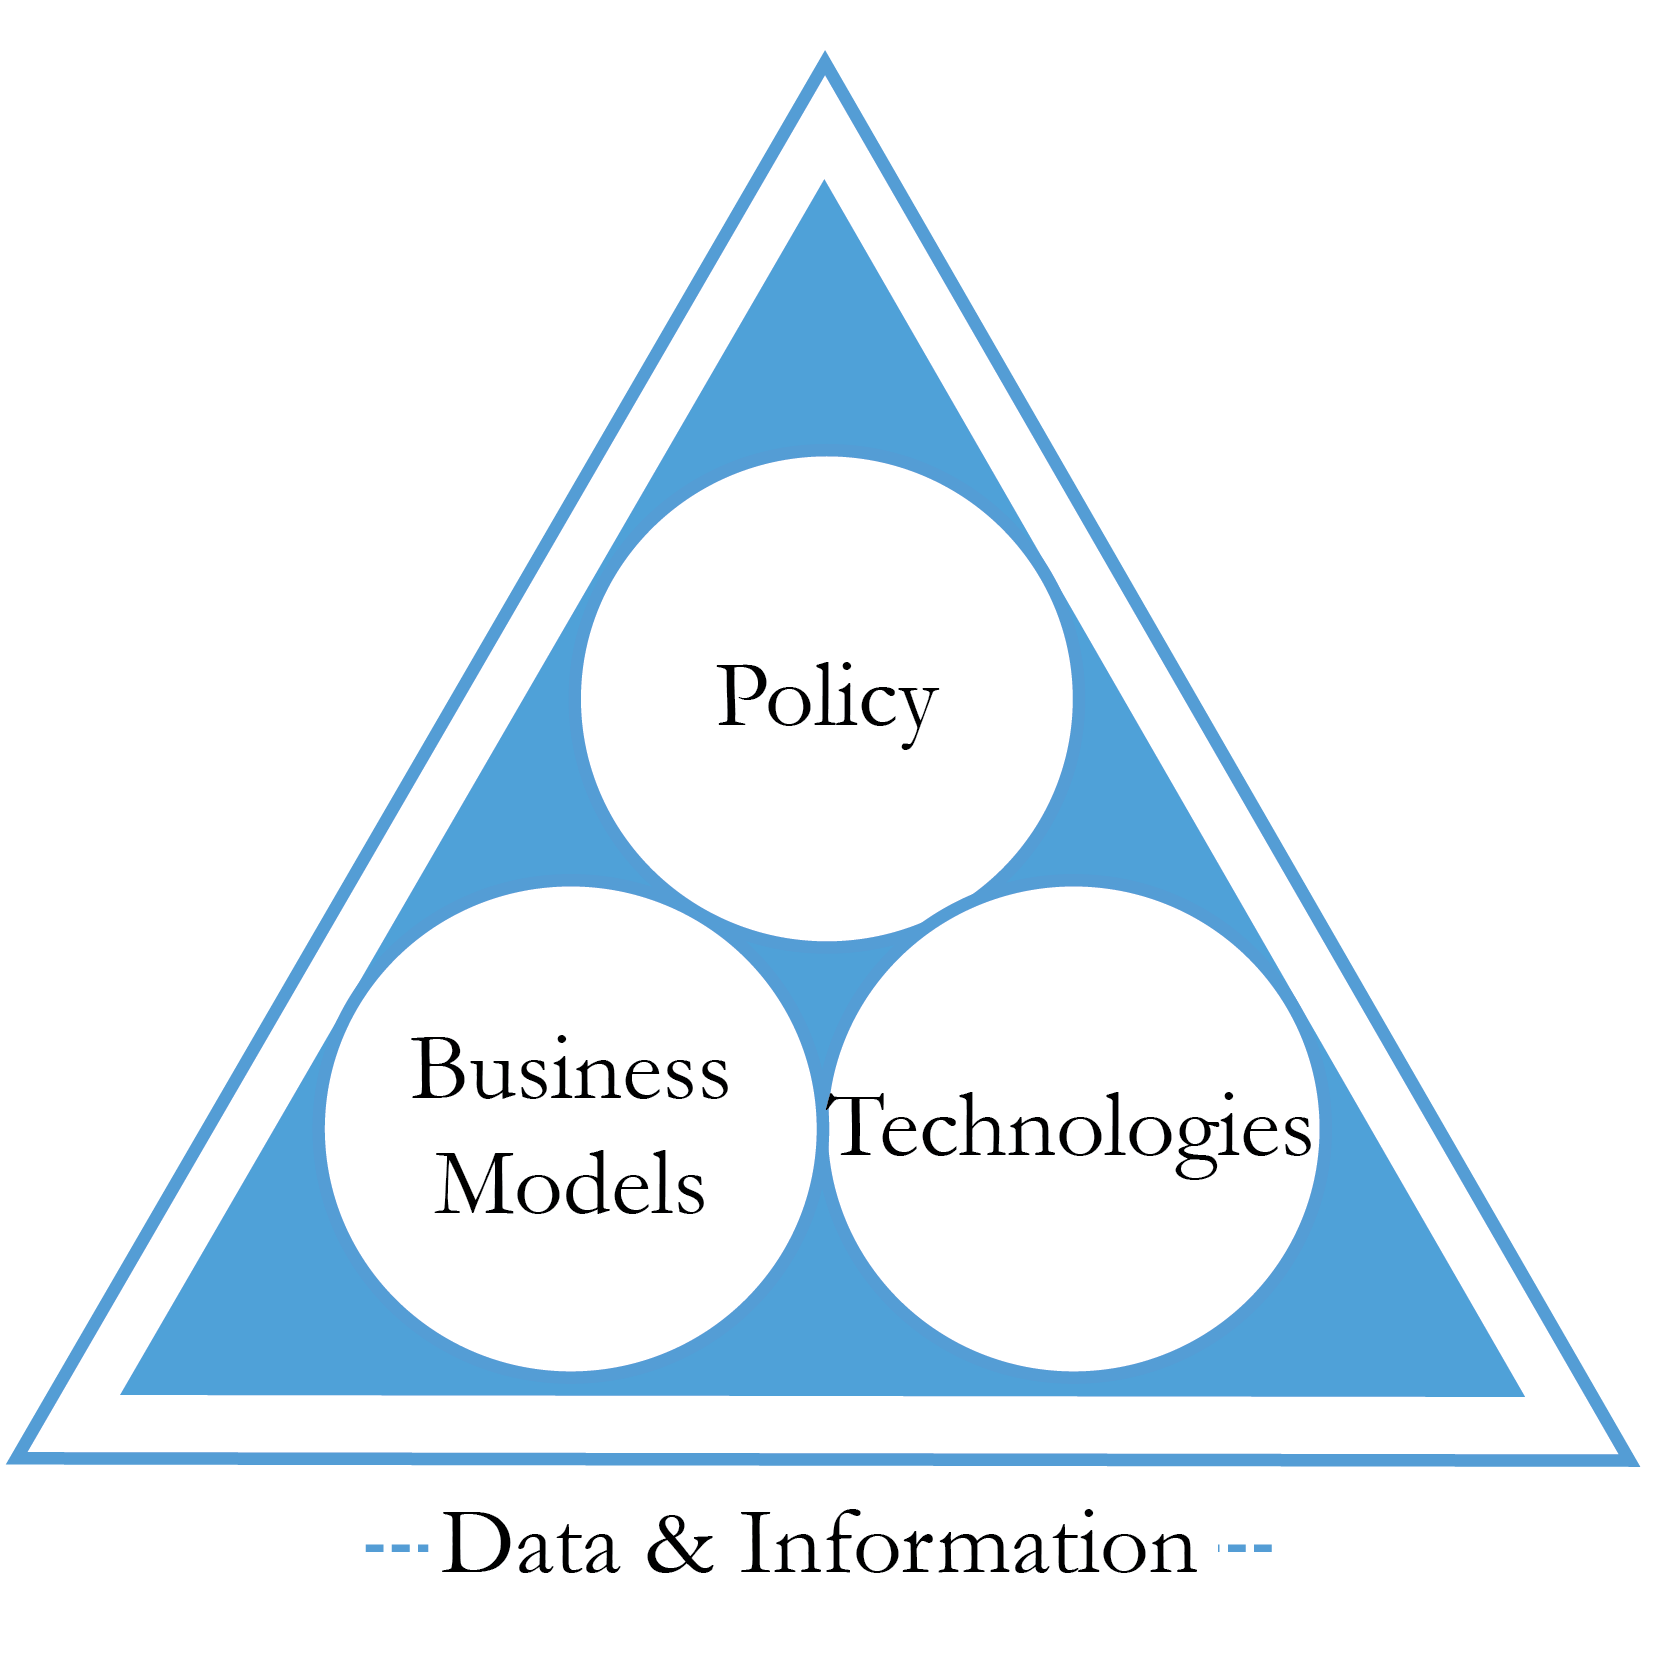 Policy
Business
Models
Technologies
Data & Information